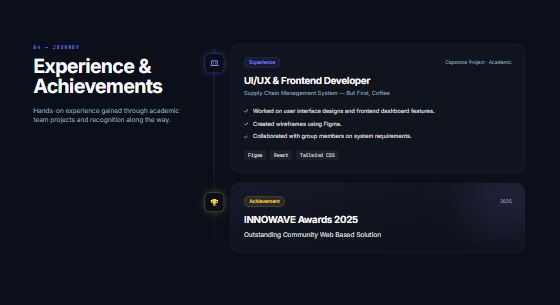 04 — JOURNEY
Experience &
Achievements
Hands-on experience gained through academic
team projects and recognition along the way.
Experience
Capstone Project · Academic
UI/UX & Frontend Developer
Supply Chain Management System — But First, Coffee
Worked on user interface designs and frontend dashboard features.
Created wireframes using Figma.
Collaborated with group members on system requirements.
Figma React Tailwind CSS
Achievement
2025
INNOWAVE Awards 2025
Outstanding Community Web Based Solution